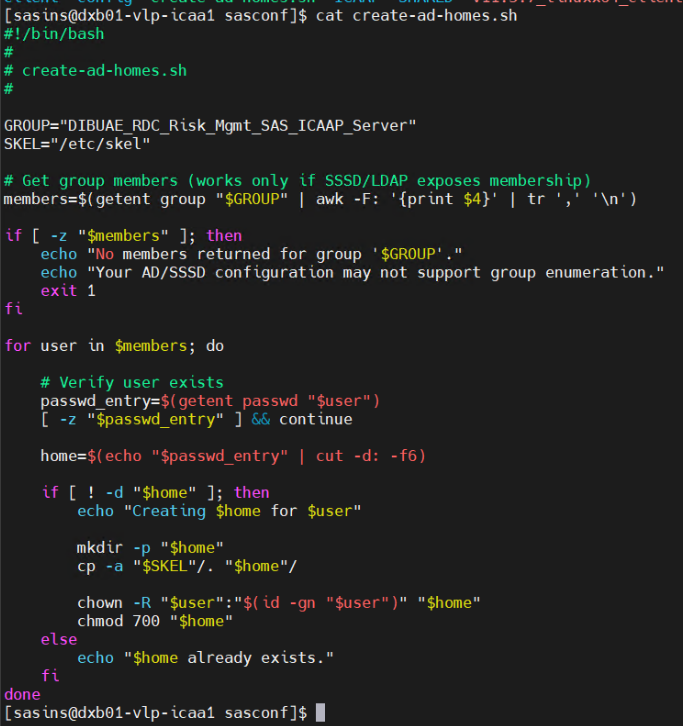 [sasins@dxb01-vlp-icaa1 sasconf]$ cat create-ad-homes.sh
#!/bin/bash
#
# create-ad-homes.sh
#
GROUP="DIBUAE_RDC_Risk_Mgmt_SAS_ICAAP_Server"
SKEL="/etc/skel"
# Get group members (works only if SSSD/LDAP exposes membership)
members=$(getent group "$GROUP" | awk -F: '{print $4}' | tr ',' '\n')
if [ -z "$members" ]; then
    echo "No members returned for group '$GROUP'."
    echo "Your AD/SSSD configuration may not support group enumeration."
    exit 1
fi
for user in $members; do
    # Verify user exists
    passwd_entry=$(getent passwd "$user")
    [ -z "$passwd_entry" ] && continue
    home=$(echo "$passwd_entry" | cut -d: -f6)
    if [ ! -d "$home" ]; then
        echo "Creating $home for $user"
        mkdir -p "$home"
        cp -a "$SKEL"/. "$home"/
        chown -R "$user":"$(id -gn "$user")" "$home"
        chmod 700 "$home"
    else
        echo "$home already exists."
    fi
done
[sasins@dxb01-vlp-icaa1 sasconf]$